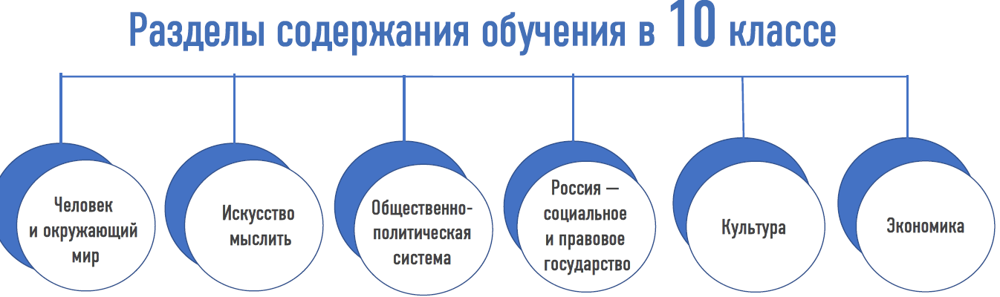 Разделы содержания обучения в 10 классе
Человек
и окружающий
мир
Искусство
мыслить
Общественно-
политическая
система
Россия —
социальное
и правовое
государство
Культура
Экономика